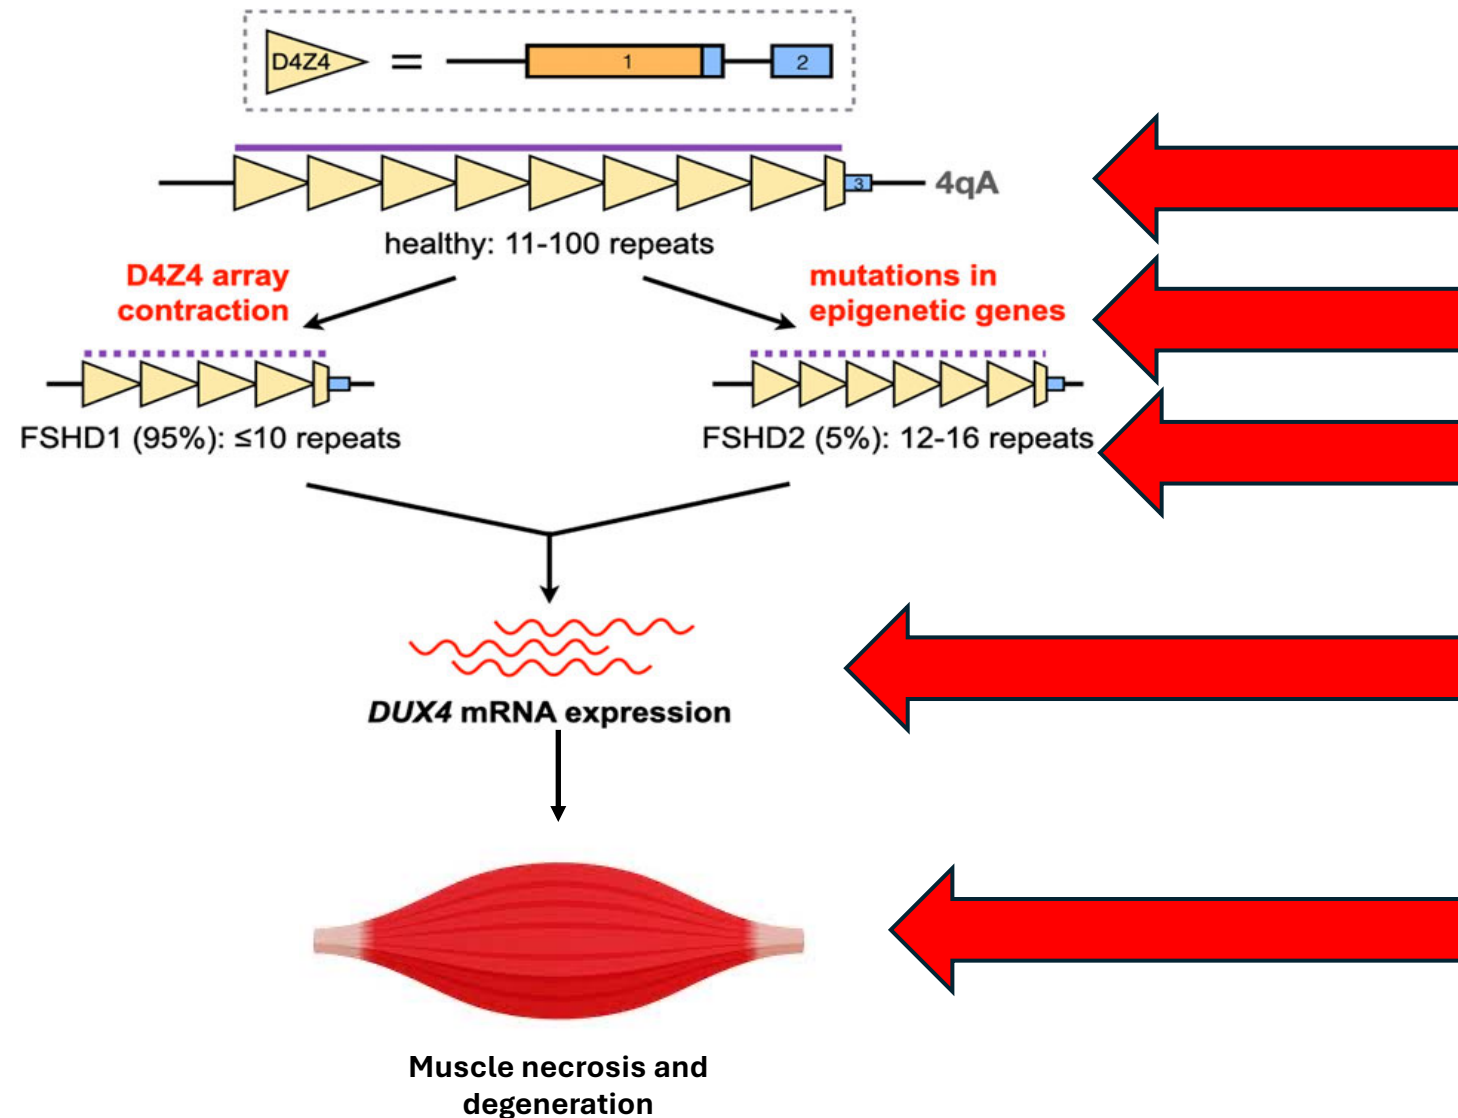 D4Z4 = 1 2
3 4qA
healthy: 11-100 repeats
D4Z4 array
contraction
mutations in
epigenetic genes
FSHD1 (95%): ≤10 repeats
FSHD2 (5%): 12-16 repeats
DUX4 mRNA expression
Muscle necrosis and
degeneration